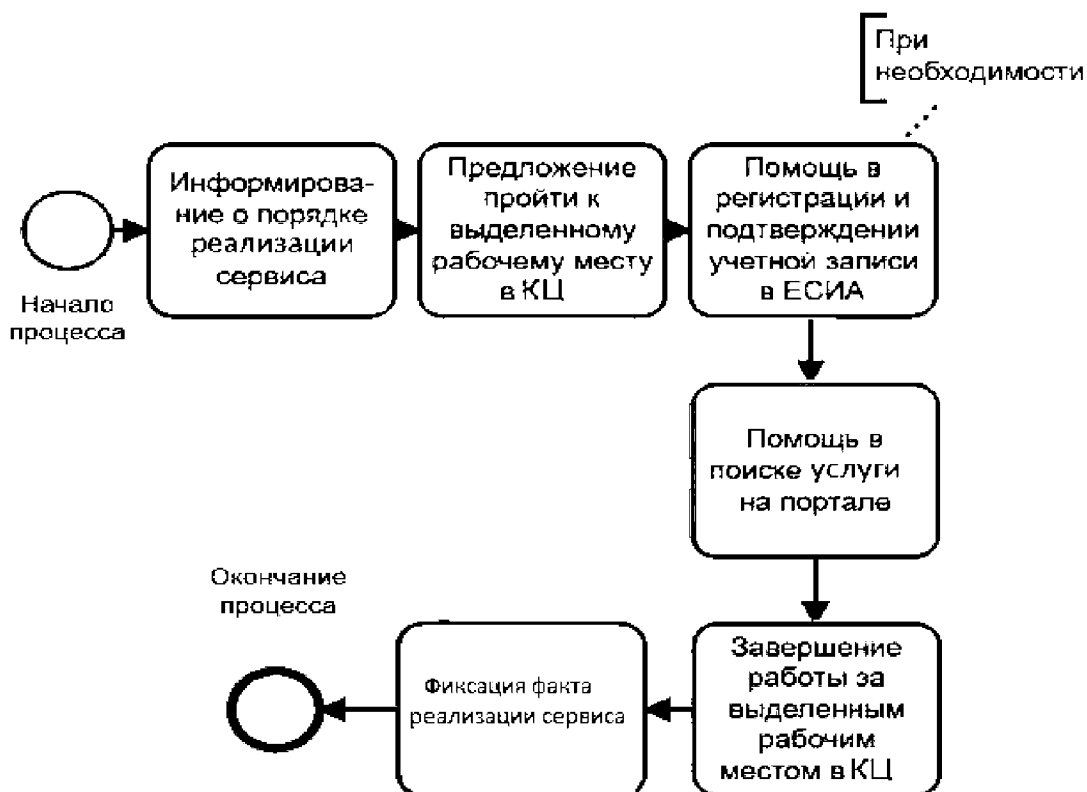 При
необходимости
Информирова-
ние о порядке
реализации
сервиса
Предложение
пройти к
выделенному
рабочему месту
в КЦ
Помощь в
регистрации и
подтверждении
учетной записи
в ЕСИА
Начало
процесса
Помощь в
поиске услуги
на портале
Окончание
процесса
Фиксация факта
реализации сервиса
Завершение
работы за
выделенным
рабочим
местом в КЦ